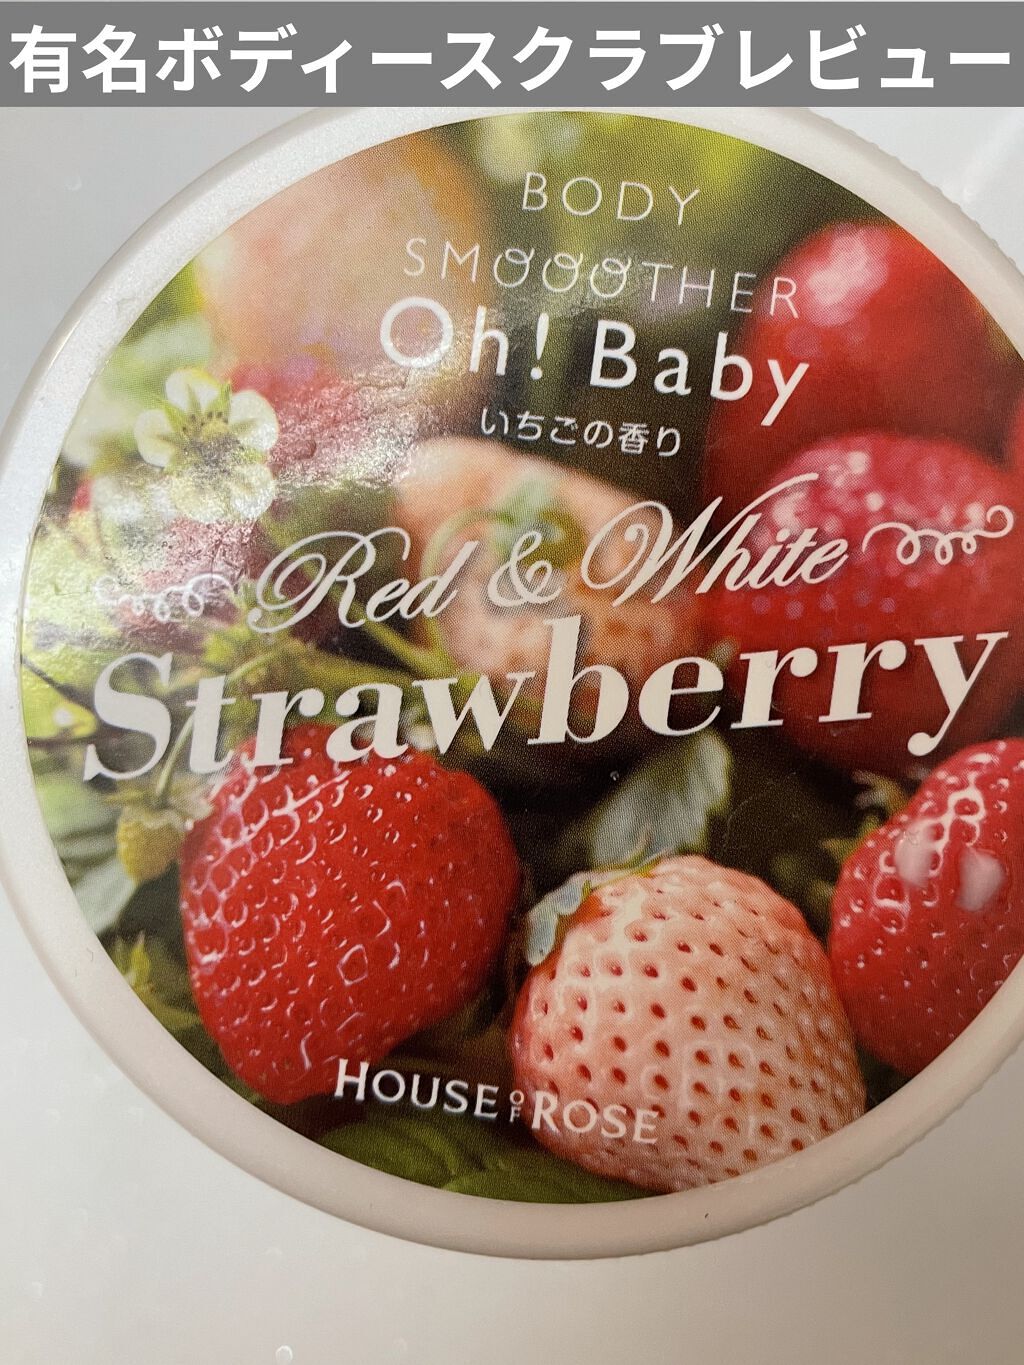 有名ボディースクラブレビュー
BODY
SMOOOTHER
Oh! Baby
いちごの香り
Red & White
Strawberry
HOUSE OF ROSE